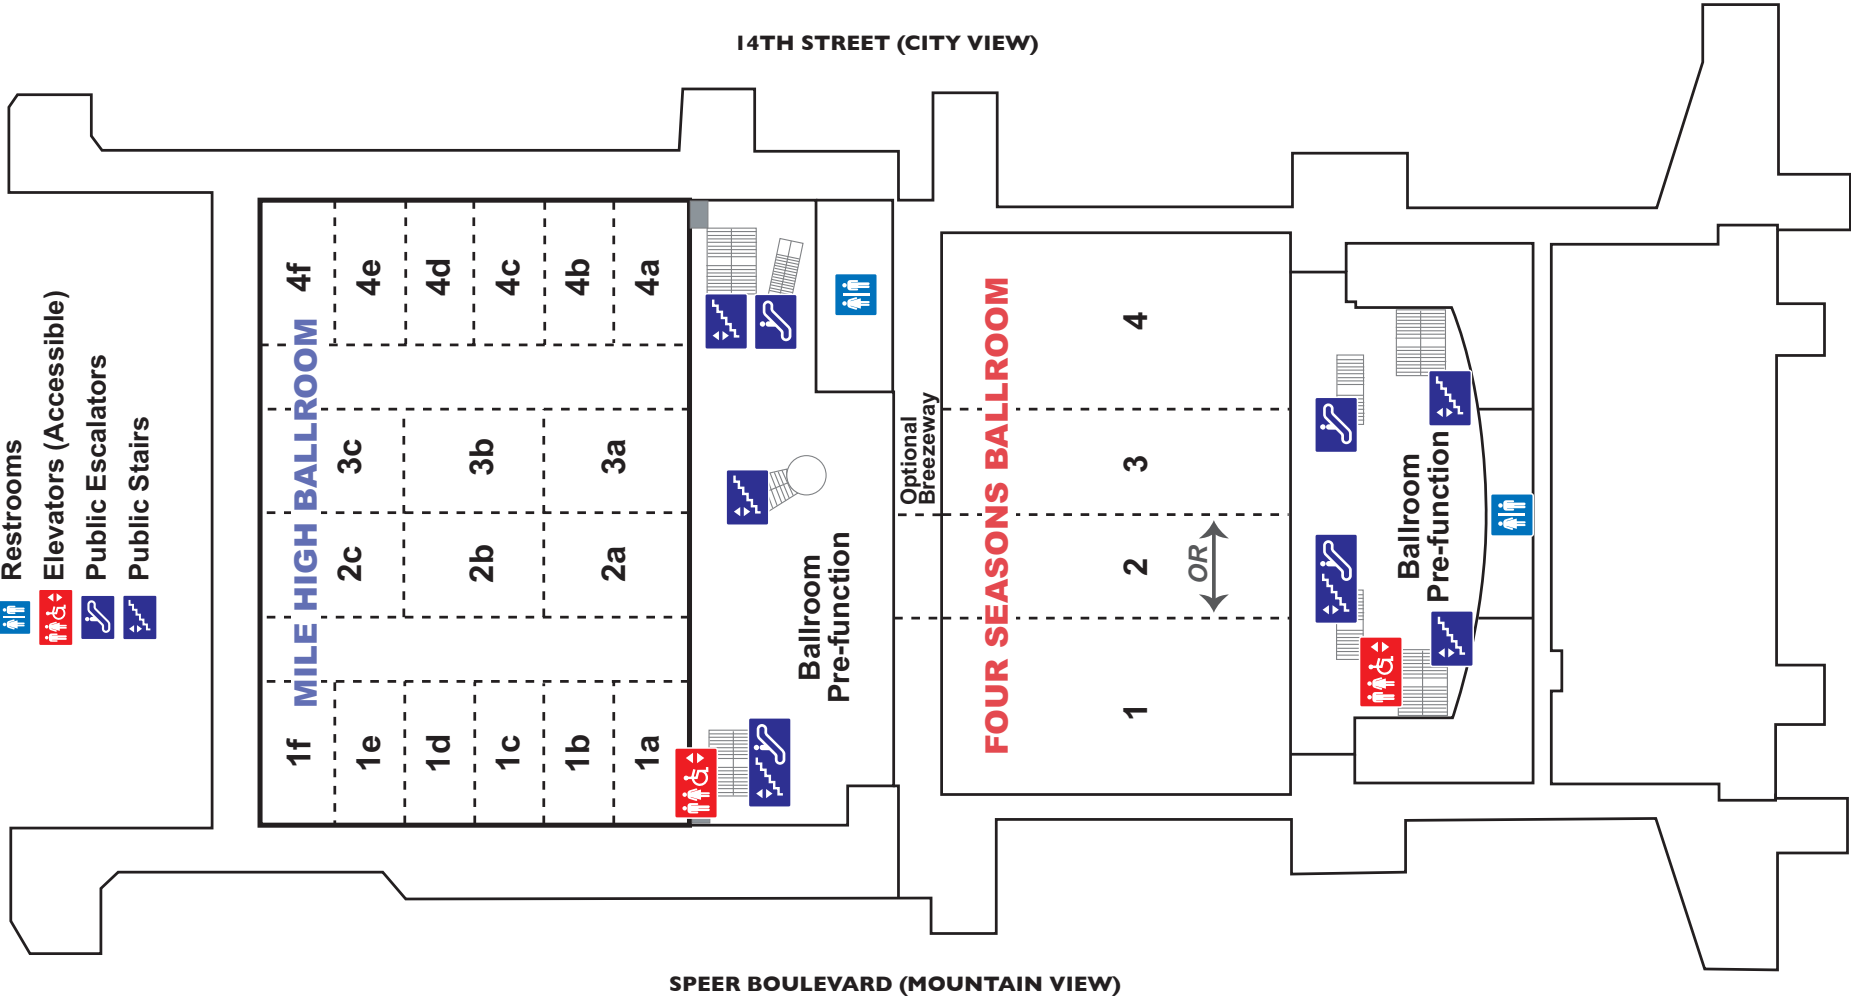 14TH STREET (CITY VIEW)
Restrooms
Elevators (Accessible)
Public Escalators
Public Stairs
MILE HIGH BALLROOM
4f
4e
4d
4c
4b
4a
3c
3b
3a
2c
2b
2a
1f
1e
1d
1c
1b
1a
Ballroom
Pre-function
Optional
Breezeway
FOUR SEASONS BALLROOM
4
3
2
OR
1
Ballroom
Pre-function
SPEER BOULEVARD (MOUNTAIN VIEW)